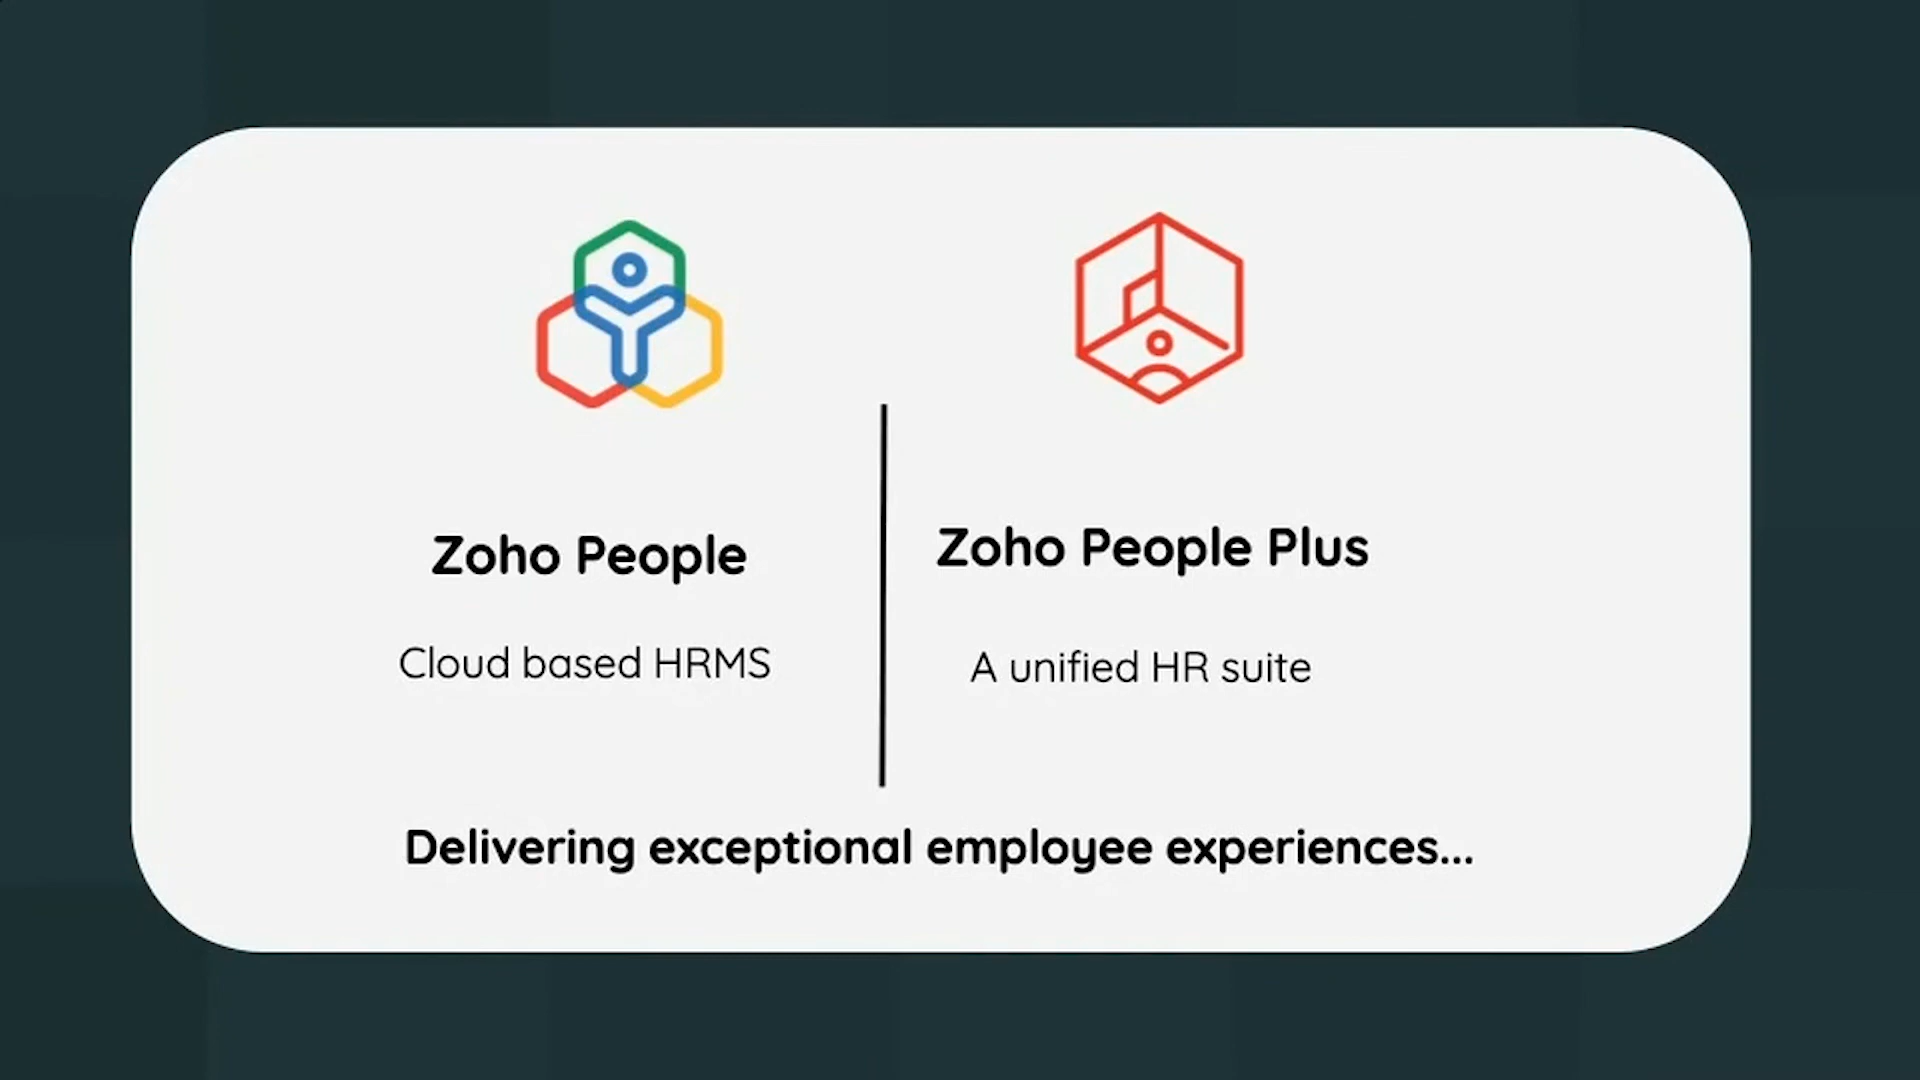 Zoho People
Cloud based HRMS
Zoho People Plus
A unified HR suite
Delivering exceptional employee experiences...